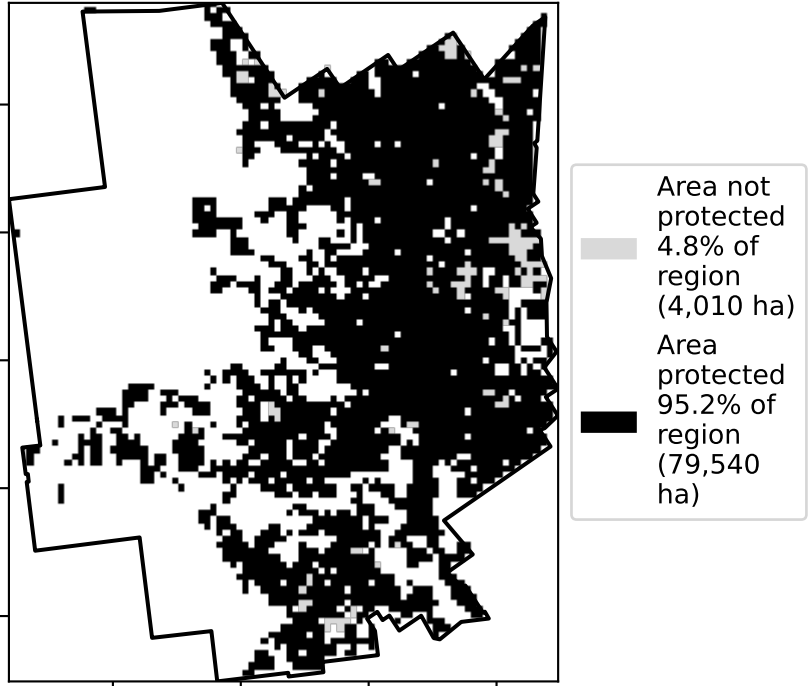 Area not
protected
4.8% of
region
(4,010 ha)
Area
protected
95.2% of
region
(79,540
ha)